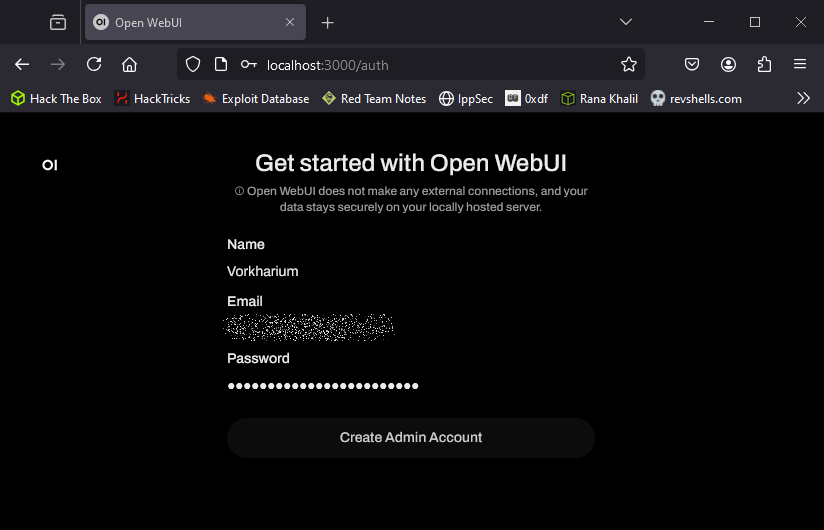 OI Open WebUI
localhost:3000/auth
Hack The Box HackTricks Exploit Database Red Team Notes IppSec 0xdf Rana Khalil revshells.com
OI
Get started with Open WebUI
Open WebUI does not make any external connections, and your
data stays securely on your locally hosted server.
Name
Vorkharium
Email
Password
Create Admin Account